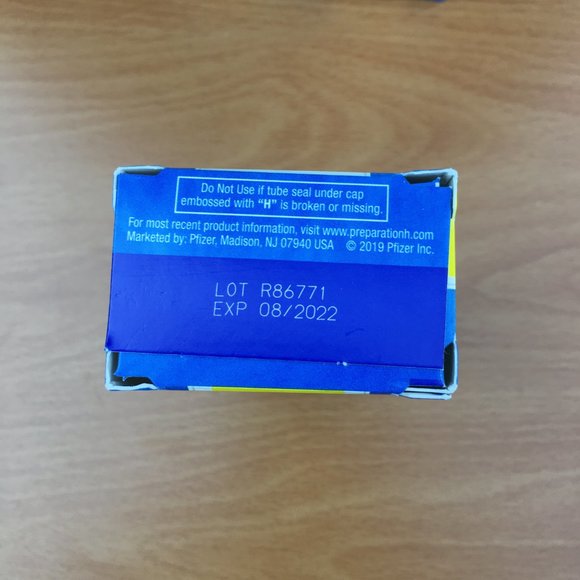 Do Not Use if tube seal under cap
embossed with “H” is broken or missing.
For most recent product information, visit www.preparationh.com
Marketed by: Pfizer, Madison, NJ 07940 USA © 2019 Pfizer Inc.
LOT R86771
EXP 08/2022